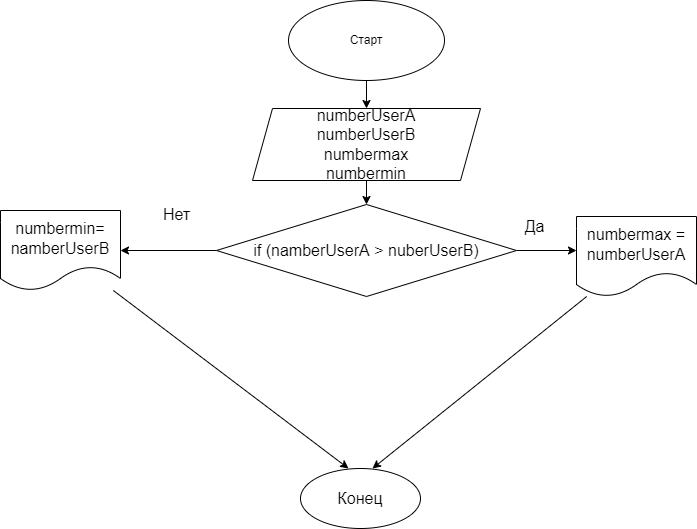 Старт
numberUserA
numberUserB
numbermax
numbermin
Нет
Да
numbermin=
namberUserB
if (namberUserA > nuberUserB)
numbermax =
numberUserA
Конец